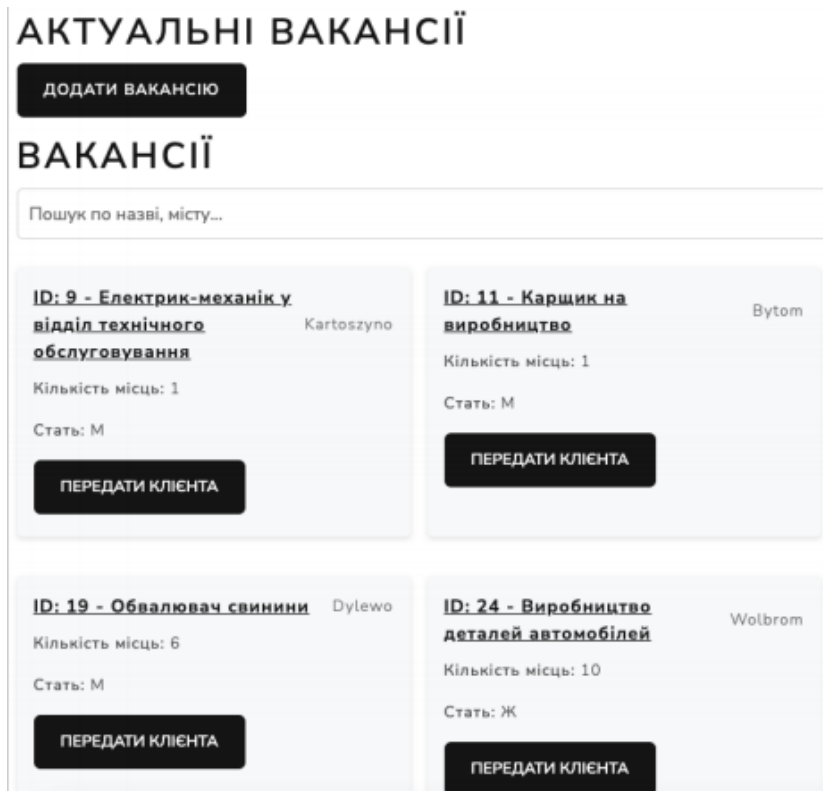 АКТУАЛЬНІ ВАКАНСІЇ
ДОДАТИ ВАКАНСІЮ
ВАКАНСІЇ
Пошук по назві, місту...
ID: 9 - Електрик-механік у
відділ технічного
обслуговування
Kartoszyno
Кількість місць: 1
Стать: М
ПЕРЕДАТИ КЛІЄНТА
ID: 11 - Карщик на
виробництво
Bytom
Кількість місць: 1
Стать: М
ПЕРЕДАТИ КЛІЄНТА
ID: 19 - Обвалювач свинини
Dylewo
Кількість місць: 6
Стать: М
ПЕРЕДАТИ КЛІЄНТА
ID: 24 - Виробництво
деталей автомобілей
Wolbrom
Кількість місць: 10
Стать: Ж
ПЕРЕДАТИ КЛІЄНТА